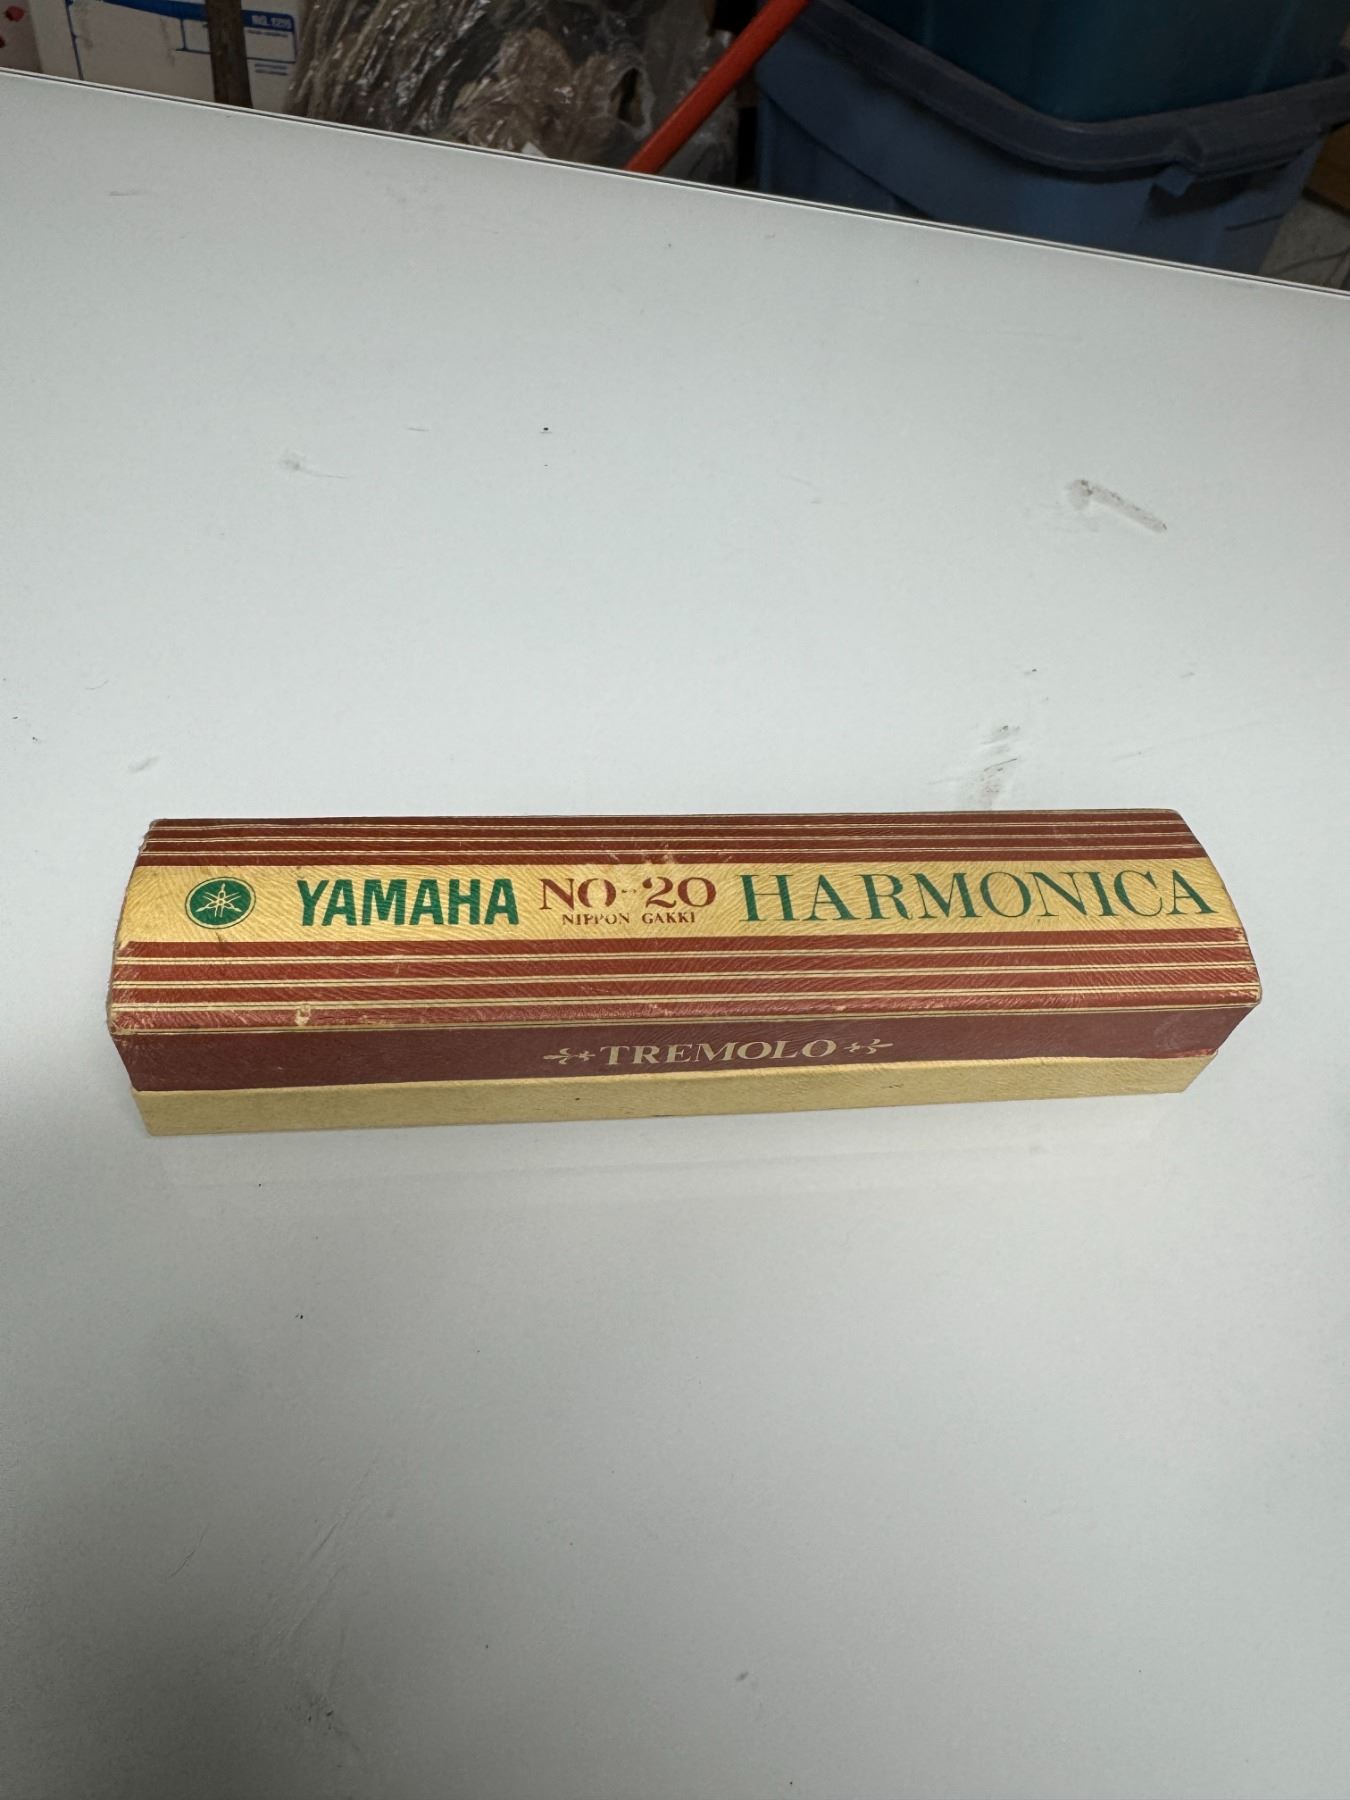 YAMAHA NO-20 HARMONICA
NIPPON GAKKI
TREMOLO